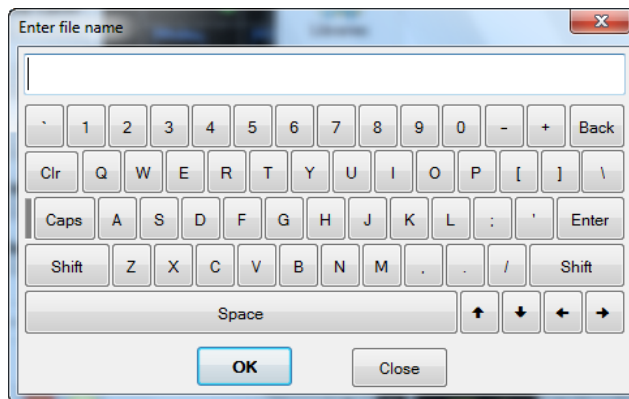 Enter file name
` 1 2 3 4 5 6 7 8 9 0 - + Back
Clr Q W E R T Y U I O P [ ] \
Caps A S D F G H J K L ; ' Enter
Shift Z X C V B N M , . / Shift
Space
OK Close